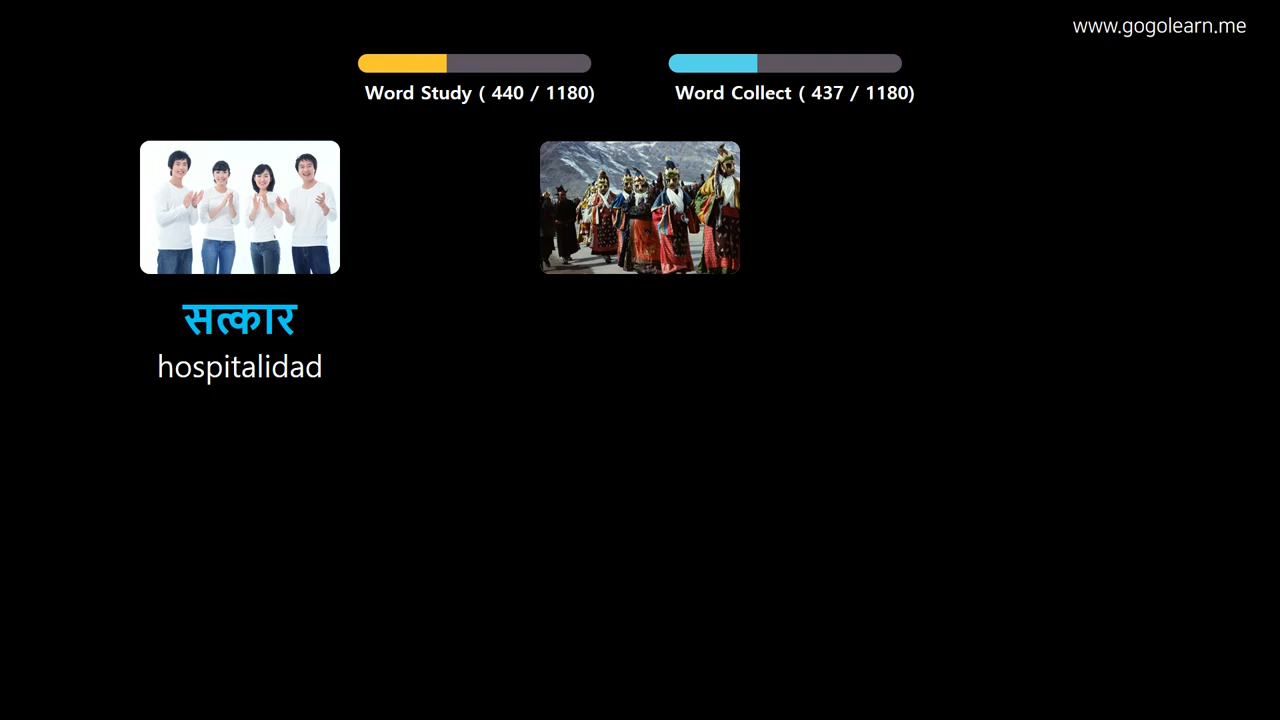 www.gogolearn.me
Word Study ( 440 / 1180)
Word Collect ( 437 / 1180)
सत्कार
hospitalidad